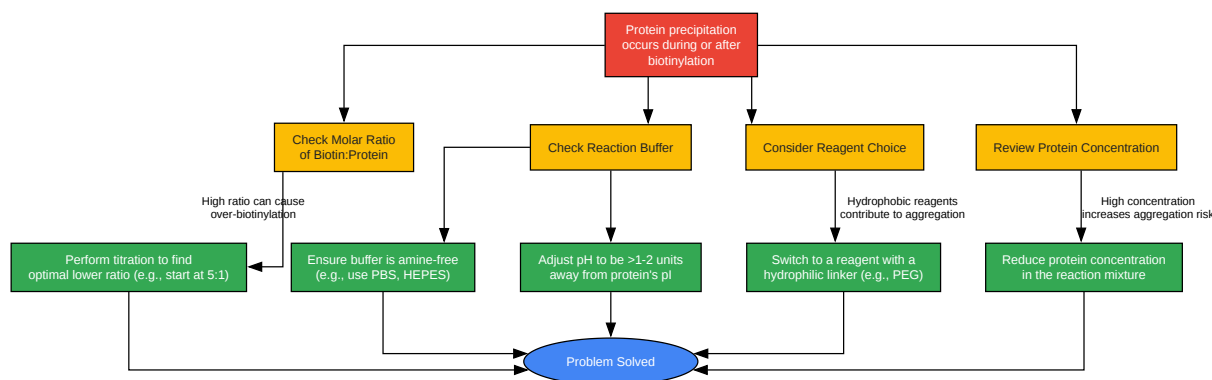 Protein precipitation
occurs during or after
biotinylation
Check Molar Ratio
of Biotin:Protein
Check Reaction Buffer
Consider Reagent Choice
Review Protein Concentration
High ratio can cause
over-biotinylation
Hydrophobic reagents
contribute to aggregation
High concentration
increases aggregation risk
Perform titration to find
optimal lower ratio (e.g., start at 5:1)
Ensure buffer is amine-free
(e.g., use PBS, HEPES)
Adjust pH to be >1-2 units
away from protein's pI
Switch to a reagent with a
hydrophilic linker (e.g., PEG)
Reduce protein concentration
in the reaction mixture
Problem Solved